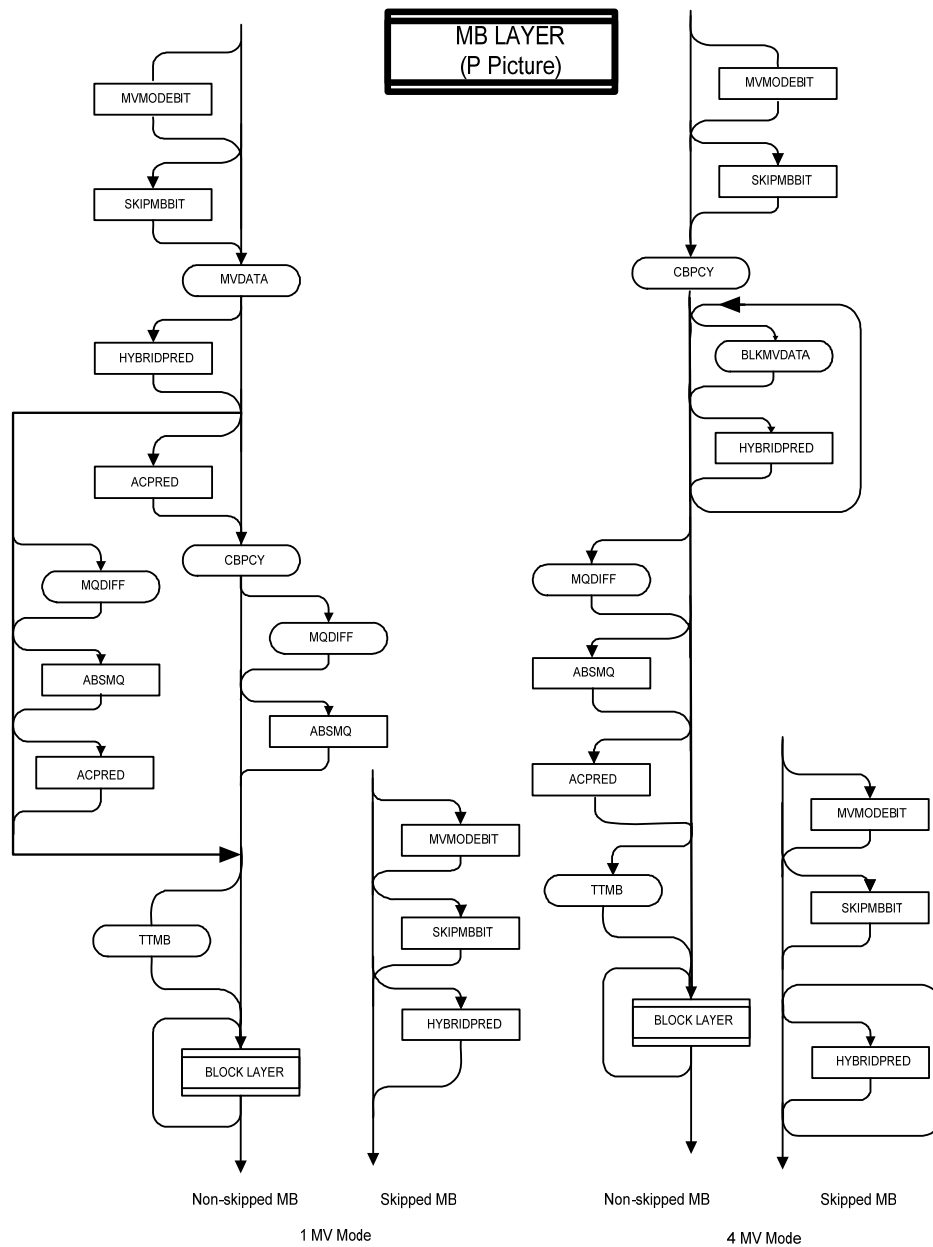 MB LAYER
(P Picture)
MVMODEBIT
SKIPMBBIT
MVDATA
HYBRIDPRED
ACPRED
CBPCY
MQDIFF
ABSMQ
ACPRED
MQDIFF
ABSMQ
TTMB
BLOCK LAYER
Non-skipped MB
MVMODEBIT
SKIPMBBIT
HYBRIDPRED
Skipped MB
1 MV Mode
MVMODEBIT
SKIPMBBIT
CBPCY
BLKMVDATA
HYBRIDPRED
MQDIFF
ABSMQ
ACPRED
TTMB
BLOCK LAYER
Non-skipped MB
MVMODEBIT
SKIPMBBIT
HYBRIDPRED
Skipped MB
4 MV Mode